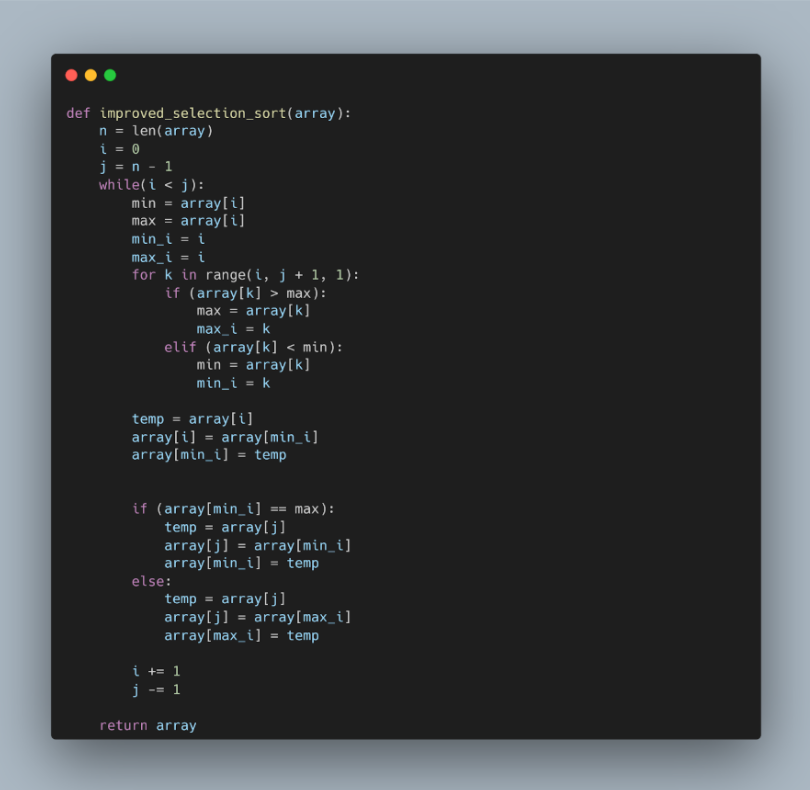 def improved_selection_sort(array):
    n = len(array)
    i = 0
    j = n - 1
    while(i < j):
        min = array[i]
        max = array[i]
        min_i = i
        max_i = i
        for k in range(i, j + 1, 1):
            if (array[k] > max):
                max = array[k]
                max_i = k
            elif (array[k] < min):
                min = array[k]
                min_i = k
        temp = array[i]
        array[i] = array[min_i]
        array[min_i] = temp
        if (array[min_i] == max):
            temp = array[j]
            array[j] = array[min_i]
            array[min_i] = temp
        else:
            temp = array[j]
            array[j] = array[max_i]
            array[max_i] = temp
        i += 1
        j -= 1
    return array